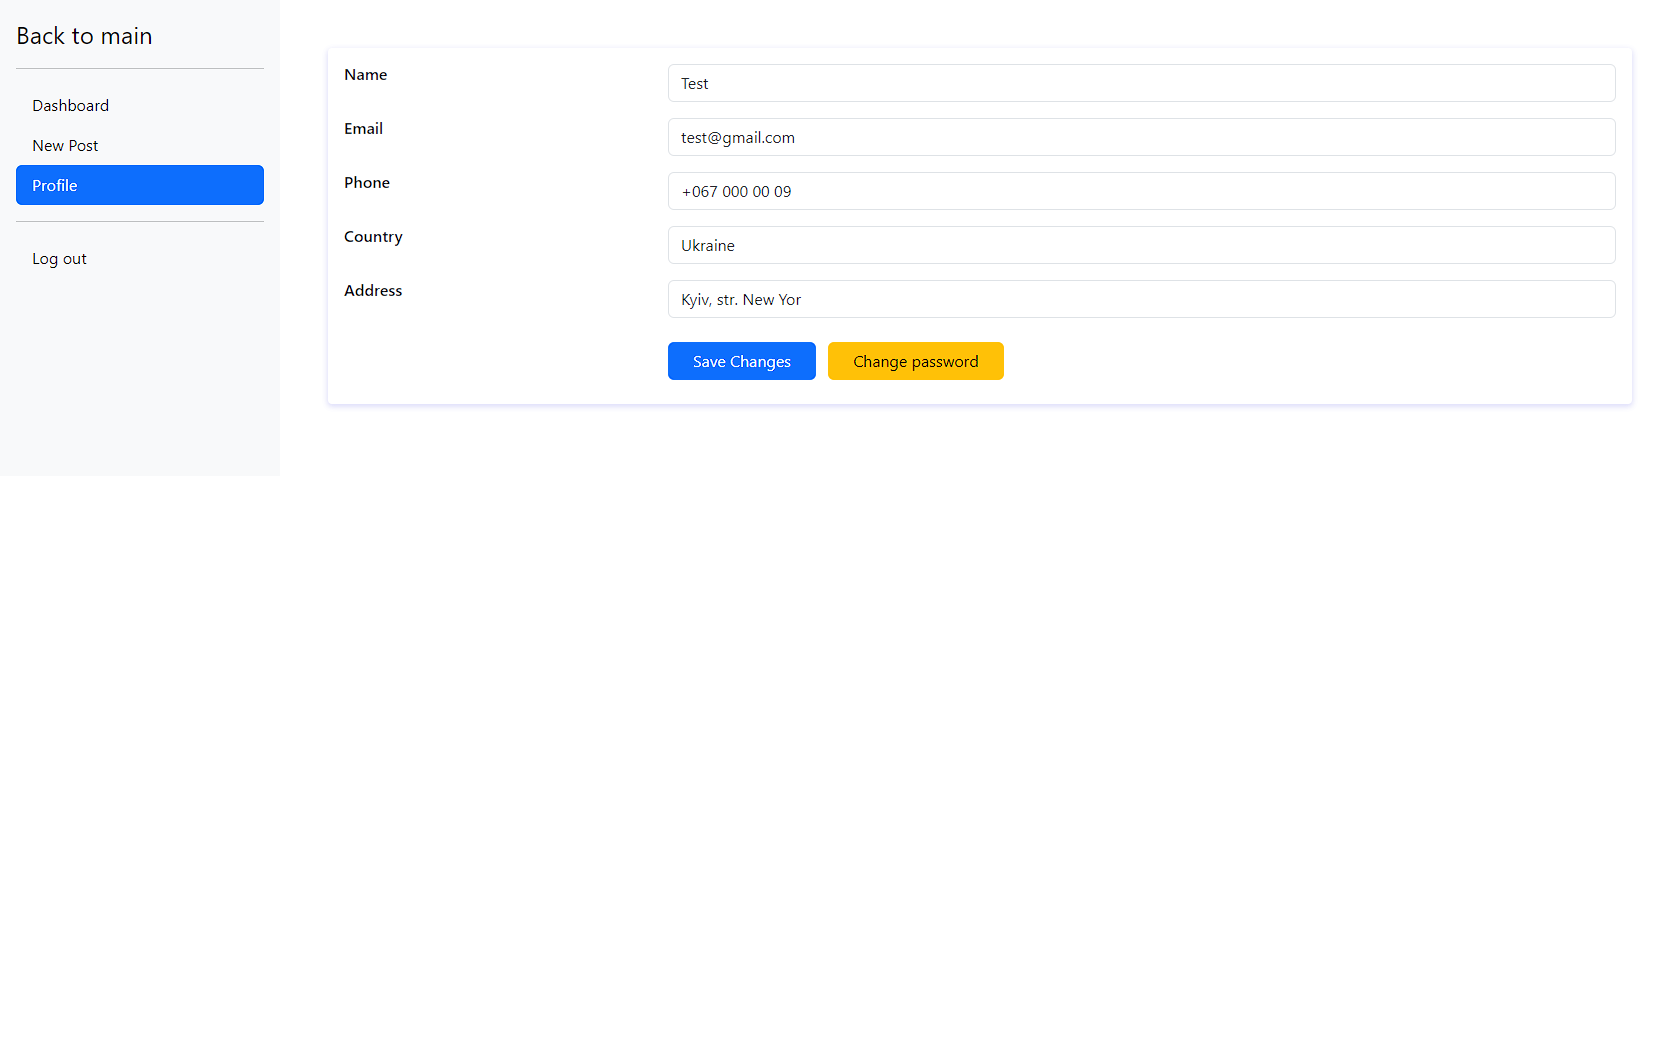 Back to main
Dashboard
New Post
Profile
Log out
Name
Test
Email
test@gmail.com
Phone
+067 000 00 09
Country
Ukraine
Address
Kyiv, str. New Yor
Save Changes
Change password